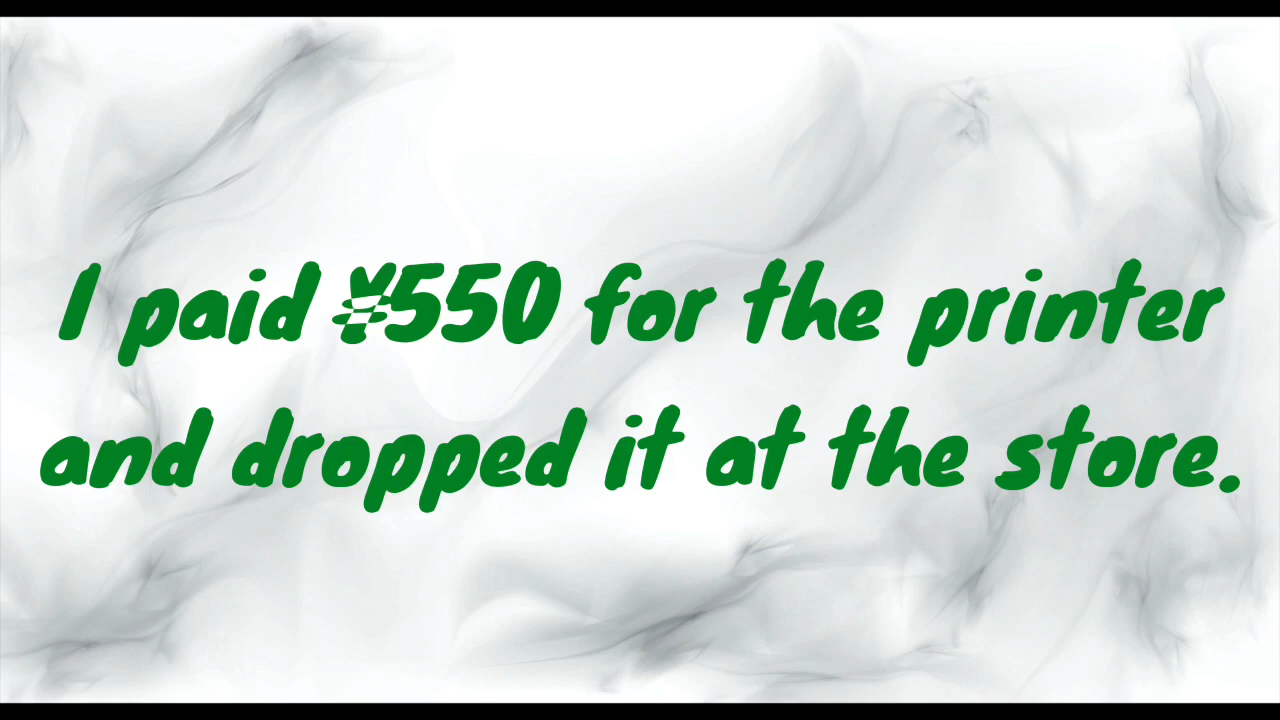 I paid ¥550 for the printer
and dropped it at the store.